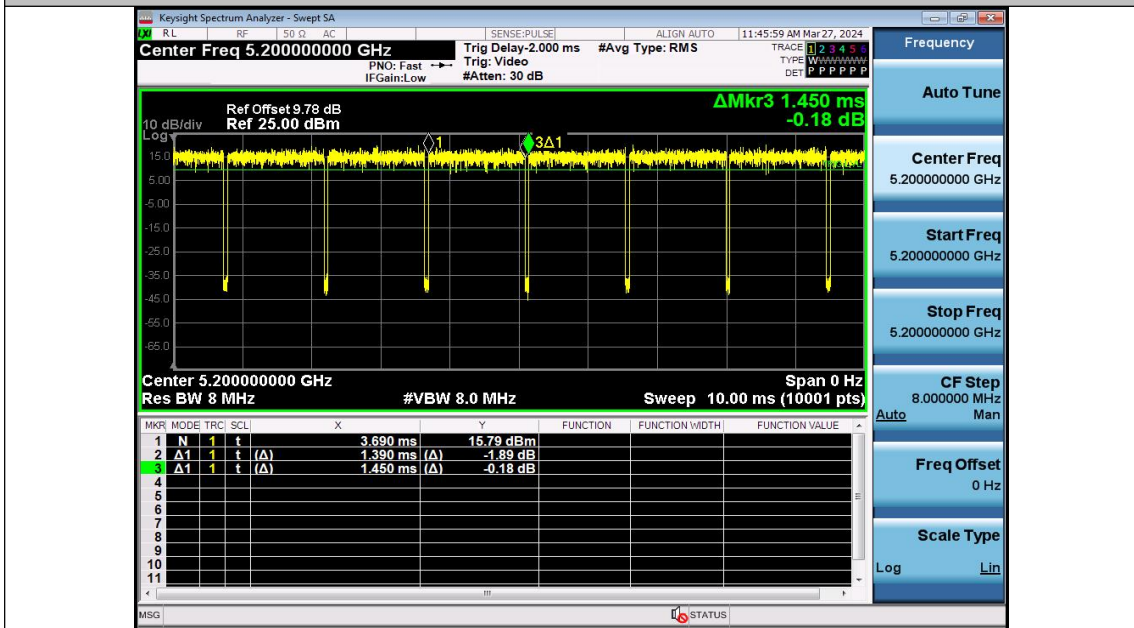 Keysight Spectrum Analyzer - Swept SA
LXI RL RF 50 Ω AC SENSE:PULSE ALIGN AUTO 11:45:59 AM Mar 27, 2024
Center Freq 5.200000000 GHz Trig Delay-2.000 ms #Avg Type: RMS TRACE 1 2 3 4 5 6
PNO: Fast Trig: Video TYPE WWWWWWW
IFGain:Low #Atten: 30 dB DET P P P P P P
Frequency
ΔMkr3 1.450 ms
-0.18 dB
Ref Offset 9.78 dB
10 dB/div Ref 25.00 dBm
Log
1
3Δ1
15.0
5.00
-5.00
-15.0
-25.0
-35.0
-45.0
-55.0
-65.0
Center 5.200000000 GHz Span 0 Hz
Res BW 8 MHz #VBW 8.0 MHz Sweep 10.00 ms (10001 pts)
MKR MODE TRC SCL X Y FUNCTION FUNCTION WIDTH FUNCTION VALUE
1 N 1 t 3.690 ms 15.79 dBm
2 Δ1 1 t (Δ) 1.390 ms (Δ) -1.89 dB
3 Δ1 1 t (Δ) 1.450 ms (Δ) -0.18 dB
4
5
6
7
8
9
10
11
MSG STATUS
Auto Tune
Center Freq
5.200000000 GHz
Start Freq
5.200000000 GHz
Stop Freq
5.200000000 GHz
CF Step
8.000000 MHz
Auto Man
Freq Offset
0 Hz
Scale Type
Log Lin